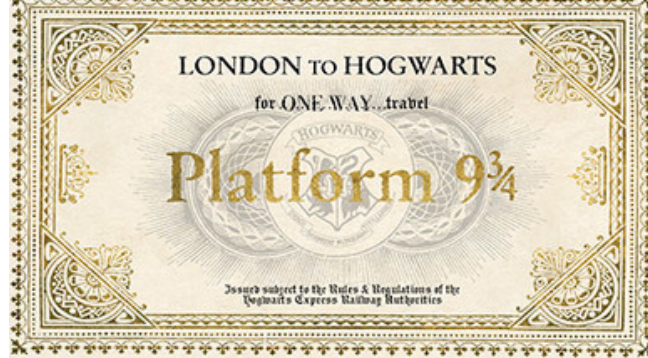 LONDON TO HOGWARTS
for ONE WAY...travel
HOGWARTS
Platform 9¾
Issued subject to the Rules & Regulations of the
Hogwarts Express Railway Authorities